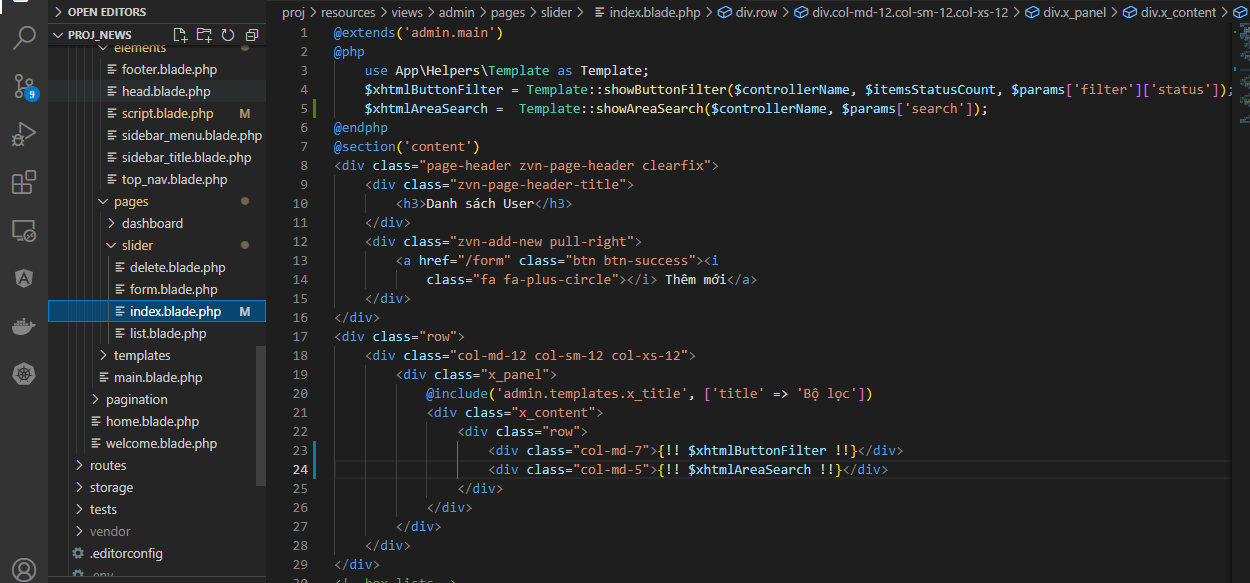 OPEN EDITORS
PROJ_NEWS
elements
footer.blade.php
head.blade.php
script.blade.php M
sidebar_menu.blade.php
sidebar_title.blade.php
top_nav.blade.php
pages
dashboard
slider
delete.blade.php
form.blade.php
index.blade.php M
list.blade.php
templates
main.blade.php
pagination
home.blade.php
welcome.blade.php
routes
storage
tests
vendor
.editorconfig
.env
9
proj > resources > views > admin > pages > slider > index.blade.php > div.row > div.col-md-12.col-sm-12.col-xs-12 > div.x_panel > div.x_content >
1 @extends('admin.main')
2 @php
3 use App\Helpers\Template as Template;
4 $xhtmlButtonFilter = Template::showButtonFilter($controllerName, $itemsStatusCount, $params['filter']['status']);
5 $xhtmlAreaSearch =  Template::showAreaSearch($controllerName, $params['search']);
6 @endphp
7 @section('content')
8 <div class="page-header zvn-page-header clearfix">
9 <div class="zvn-page-header-title">
10 <h3>Danh sách User</h3>
11 </div>
12 <div class="zvn-add-new pull-right">
13 <a href="/form" class="btn btn-success"><i
14 class="fa fa-plus-circle"></i> Thêm mới</a>
15 </div>
16 </div>
17 <div class="row">
18 <div class="col-md-12 col-sm-12 col-xs-12">
19 <div class="x_panel">
20 @include('admin.templates.x_title', ['title' => 'Bộ lọc'])
21 <div class="x_content">
22 <div class="row">
23 <div class="col-md-7">{!! $xhtmlButtonFilter !!}</div>
24 <div class="col-md-5">{!! $xhtmlAreaSearch !!}</div>
25 </div>
26 </div>
27 </div>
28 </div>
29 </div>
30 <!--box-lists-->